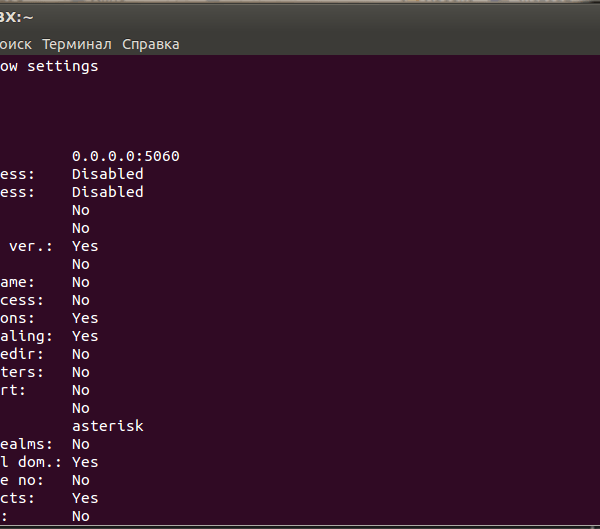 BX:~
оиск Терминал Справка
ow settings
0.0.0.0:5060
ess: Disabled
ess: Disabled
No
No
ver.: Yes
No
ame: No
cess: No
ons: Yes
aling: Yes
edir: No
ters: No
rt: No
No
asterisk
ealms: No
l dom.: Yes
e no: No
cts: Yes
: No